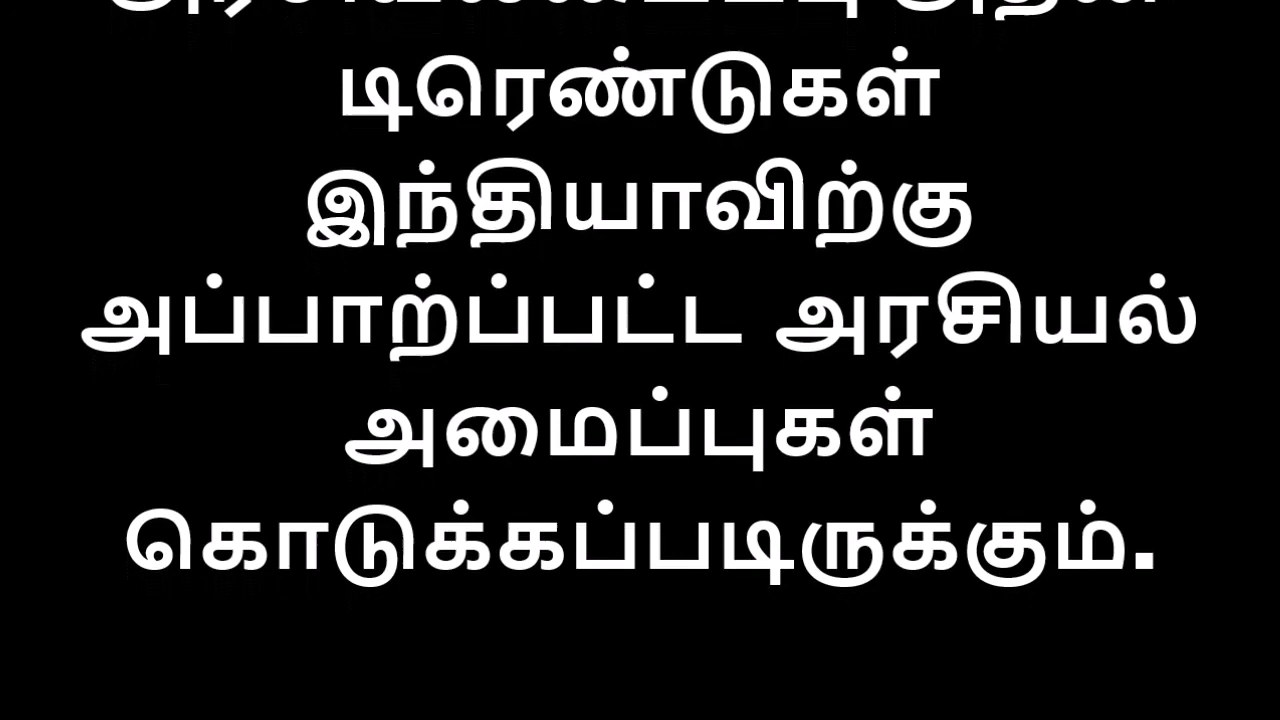 டிரெண்டுகள்
இந்தியாவிற்கு
அப்பாற்ப்பட்ட அரசியல்
அமைப்புகள்
கொடுக்கப்படிருக்கும்.